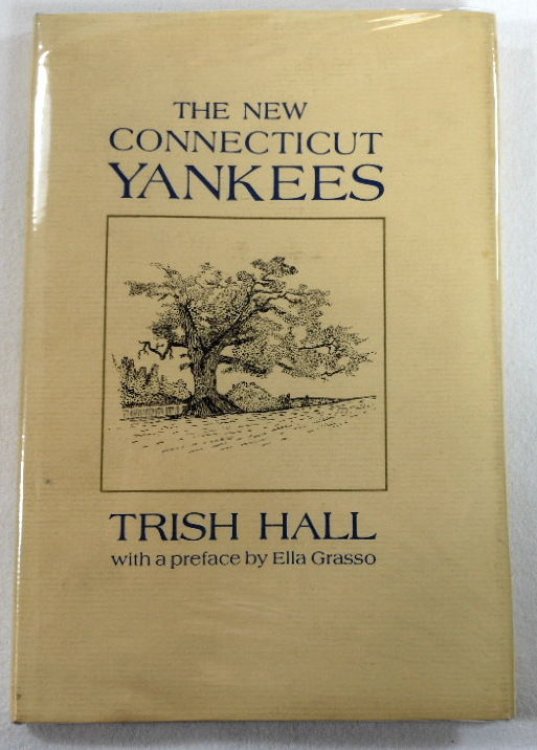 THE NEW
CONNECTICUT
YANKEES
TRISH HALL
with a preface by Ella Grasso